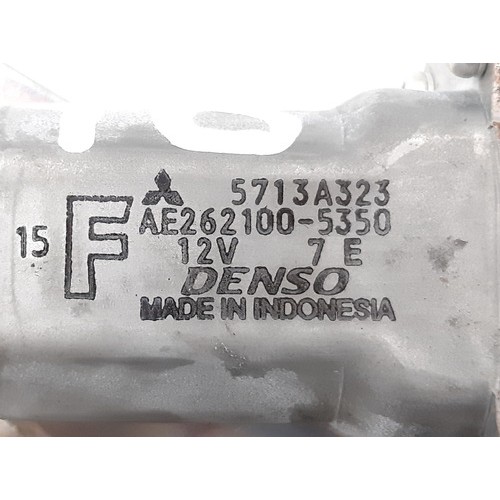 5713A323
15 F AE262100-5350
12V 7 E
DENSO
MADE IN INDONESIA